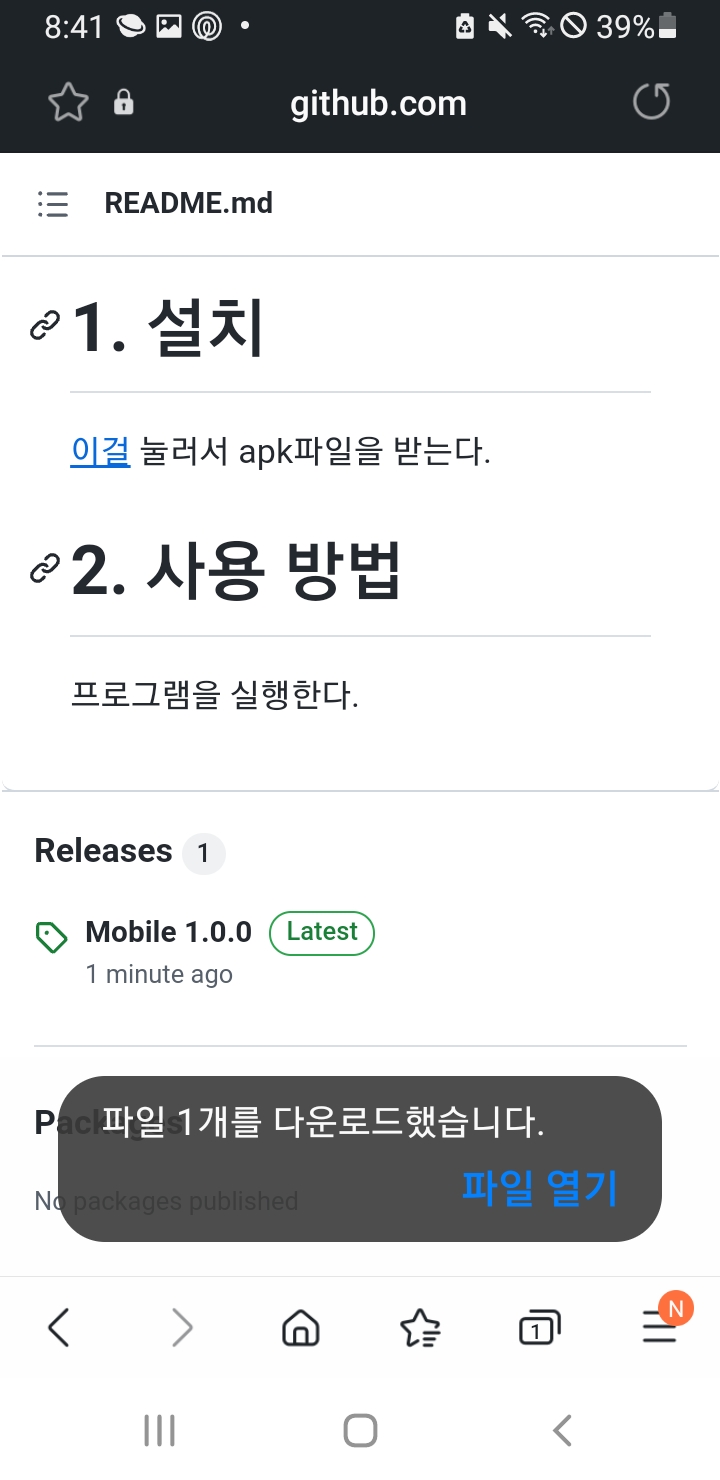 8:41
39%
github.com
README.md
1. 설치
이걸 눌러서 apk파일을 받는다.
2. 사용 방법
프로그램을 실행한다.
Releases 1
Mobile 1.0.0 Latest
1 minute ago
Packages
파일 1개를 다운로드했습니다.
파일 열기
No packages published
1
N